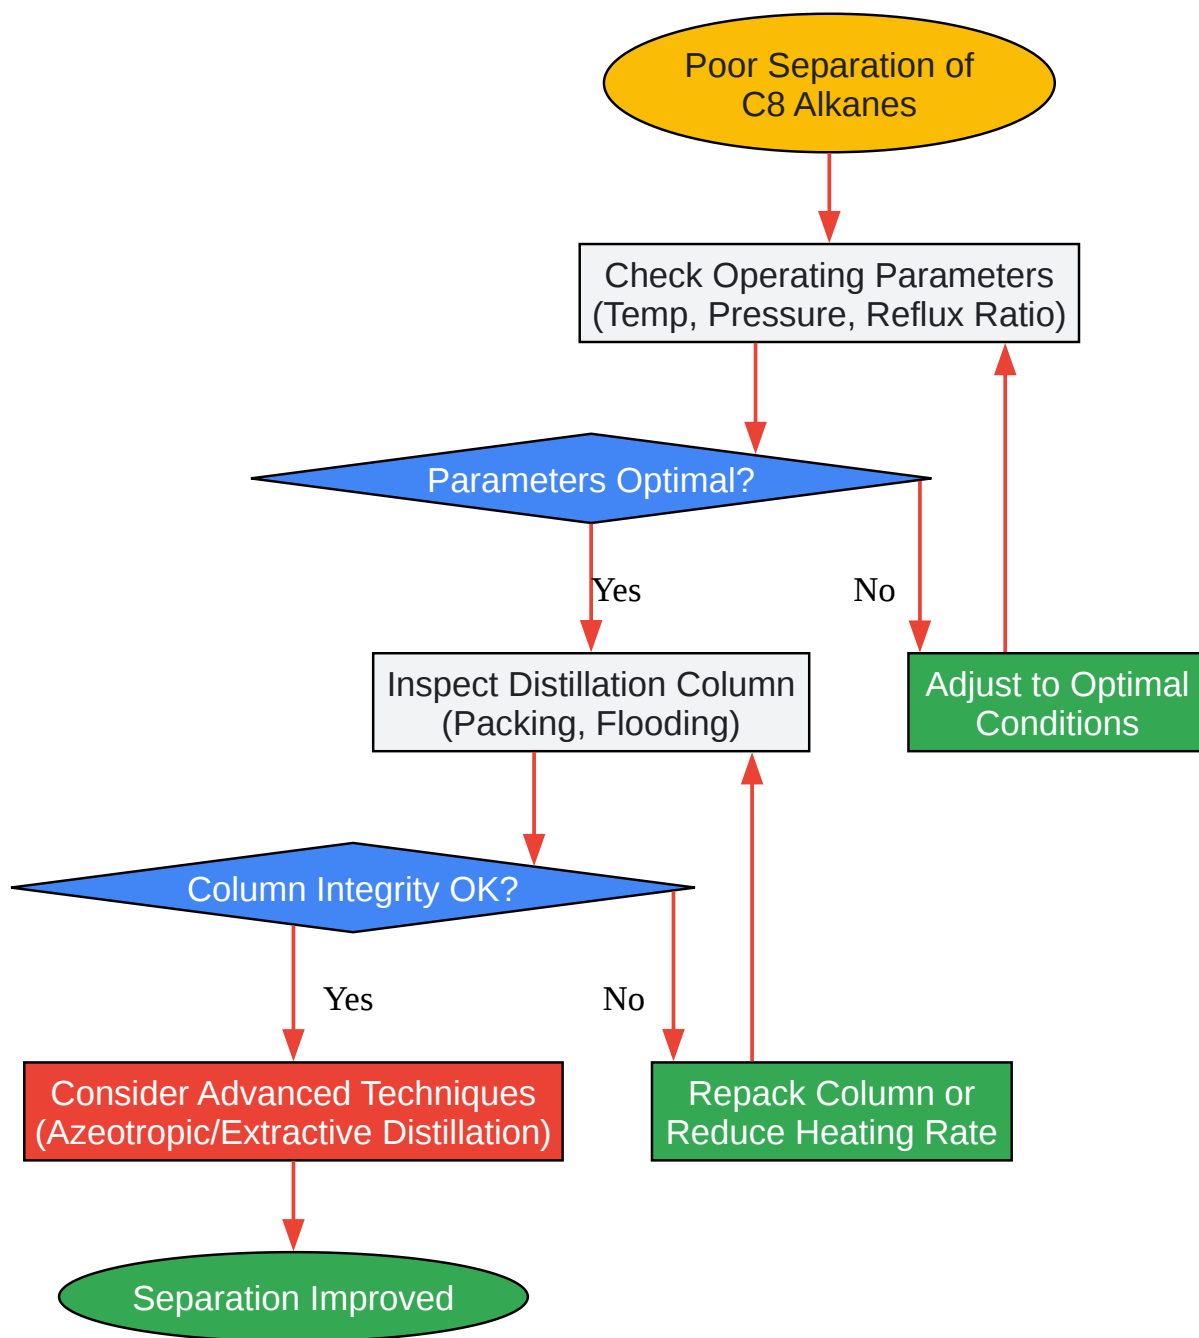 Poor Separation of
C8 Alkanes
Check Operating Parameters
(Temp, Pressure, Reflux Ratio)
Parameters Optimal?
Yes
No
Inspect Distillation Column
(Packing, Flooding)
Adjust to Optimal
Conditions
Column Integrity OK?
Yes
No
Consider Advanced Techniques
(Azeotropic/Extractive Distillation)
Repack Column or
Reduce Heating Rate
Separation Improved